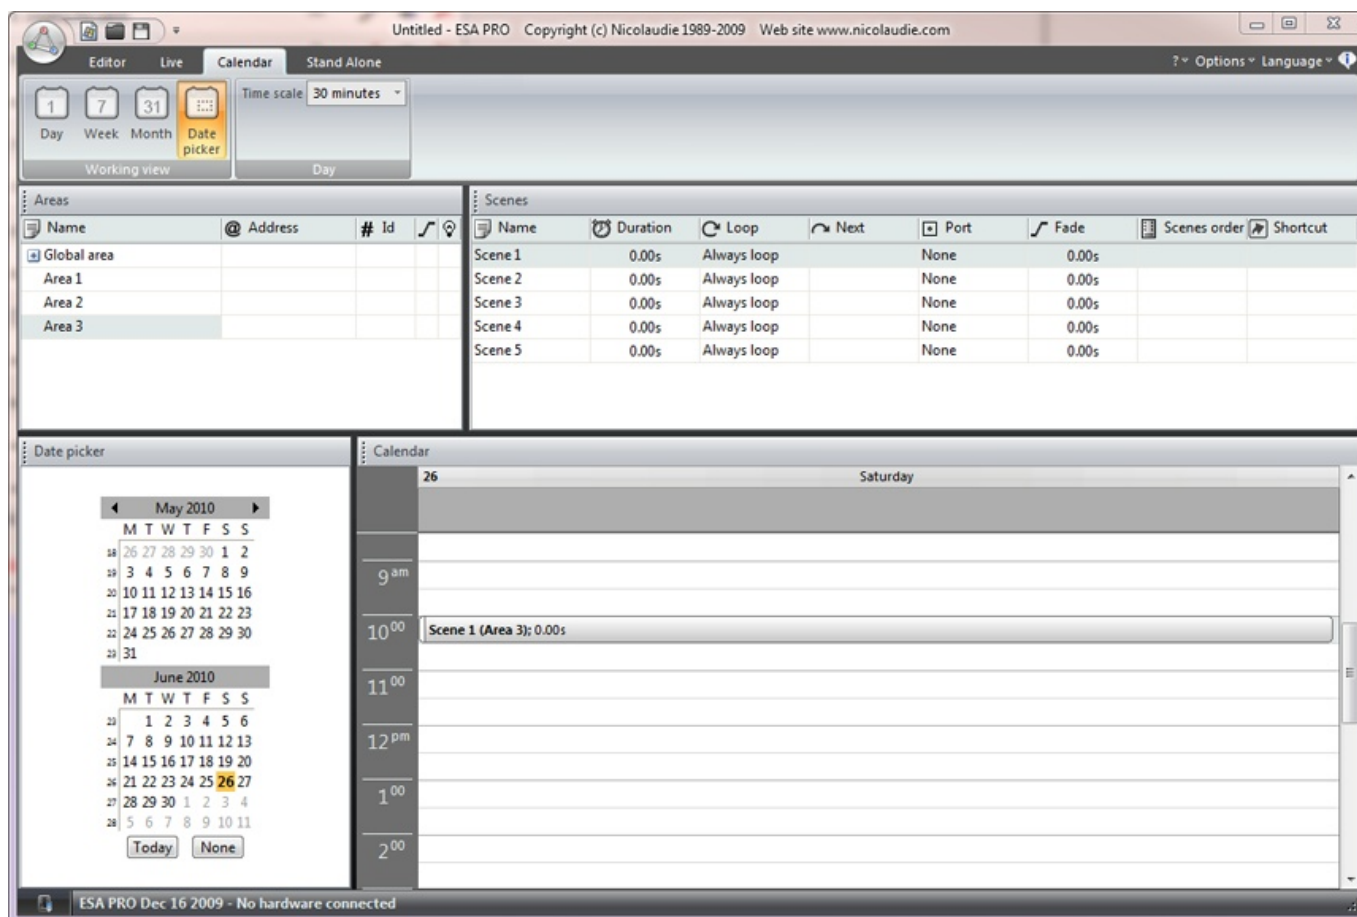 Untitled - ESA PRO Copyright (c) Nicolaudie 1989-2009 Web site www.nicolaudie.com
Editor Live Calendar Stand Alone ? Options Language
1 7 31 Time scale 30 minutes
Day Week Month Date picker
Working view Day
Areas Scenes
Name @ Address # Id Name Duration Loop Next Port Fade Scenes order Shortcut
Global area Scene 1 0.00s Always loop None 0.00s
Area 1 Scene 2 0.00s Always loop None 0.00s
Area 2 Scene 3 0.00s Always loop None 0.00s
Area 3 Scene 4 0.00s Always loop None 0.00s
Scene 5 0.00s Always loop None 0.00s
Date picker Calendar
26 Saturday
May 2010
M T W T F S S
18 26 27 28 29 30 1 2
19 3 4 5 6 7 8 9
20 10 11 12 13 14 15 16
21 17 18 19 20 21 22 23
22 24 25 26 27 28 29 30
23 31
June 2010
M T W T F S S
23 1 2 3 4 5 6
24 7 8 9 10 11 12 13
25 14 15 16 17 18 19 20
26 21 22 23 24 25 26 27
27 28 29 30 1 2 3 4
28 5 6 7 8 9 10 11
Today None
9 am
10 00 Scene 1 (Area 3); 0.00s
11 00
12 pm
1 00
2 00
ESA PRO Dec 16 2009 - No hardware connected